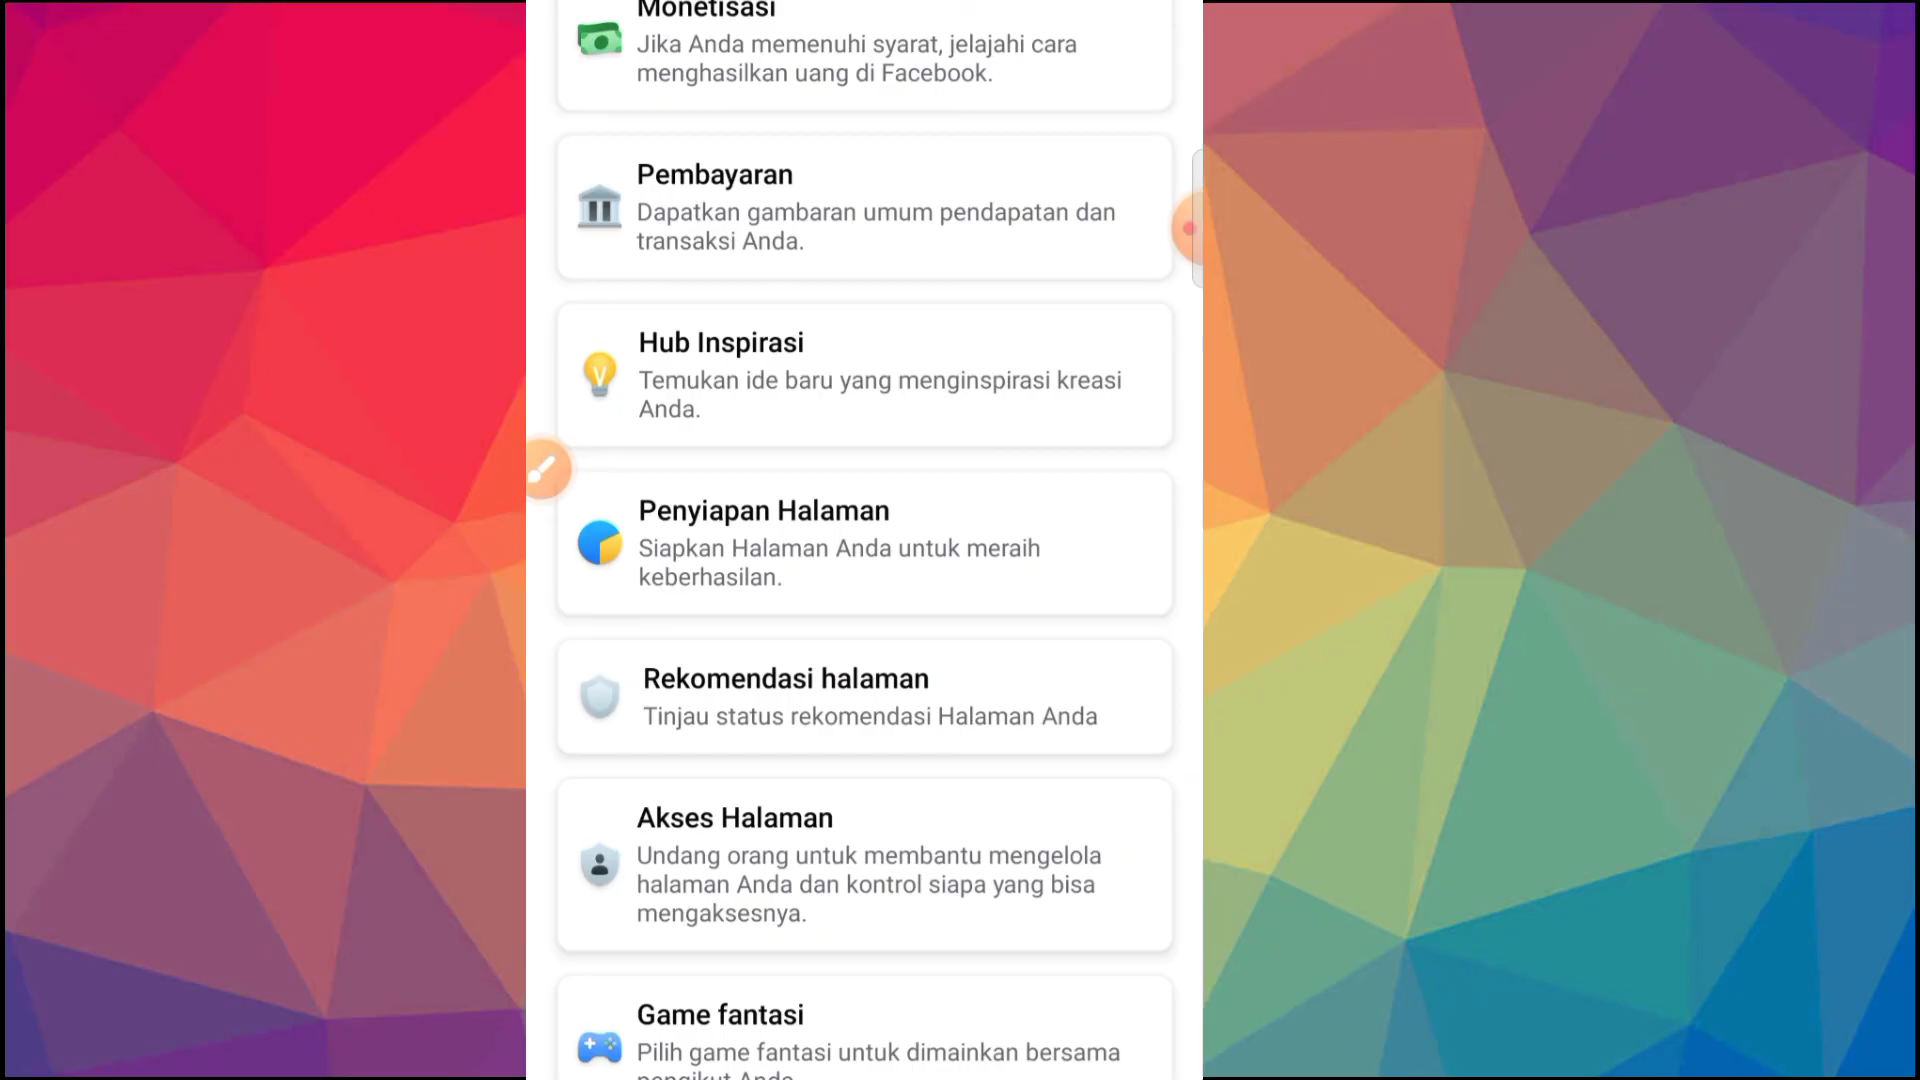 Monetisasi
Jika Anda memenuhi syarat, jelajahi cara
menghasilkan uang di Facebook.
Pembayaran
Dapatkan gambaran umum pendapatan dan
transaksi Anda.
Hub Inspirasi
Temukan ide baru yang menginspirasi kreasi
Anda.
Penyiapan Halaman
Siapkan Halaman Anda untuk meraih
keberhasilan.
Rekomendasi halaman
Tinjau status rekomendasi Halaman Anda
Akses Halaman
Undang orang untuk membantu mengelola
halaman Anda dan kontrol siapa yang bisa
mengaksesnya.
Game fantasi
Pilih game fantasi untuk dimainkan bersama
pengikut Anda.